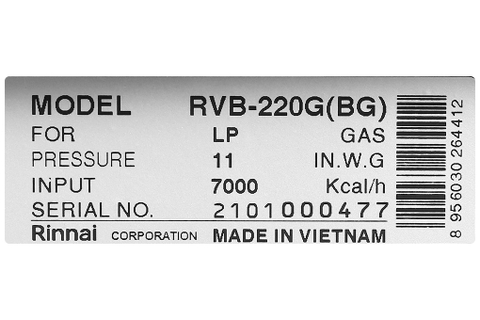 MODEL RVB-220G(BG)
FOR LP GAS
PRESSURE 11 IN.W.G
INPUT 7000 Kcal/h
SERIAL NO. 2101000477
Rinnai CORPORATION MADE IN VIETNAM
8 956030 264412